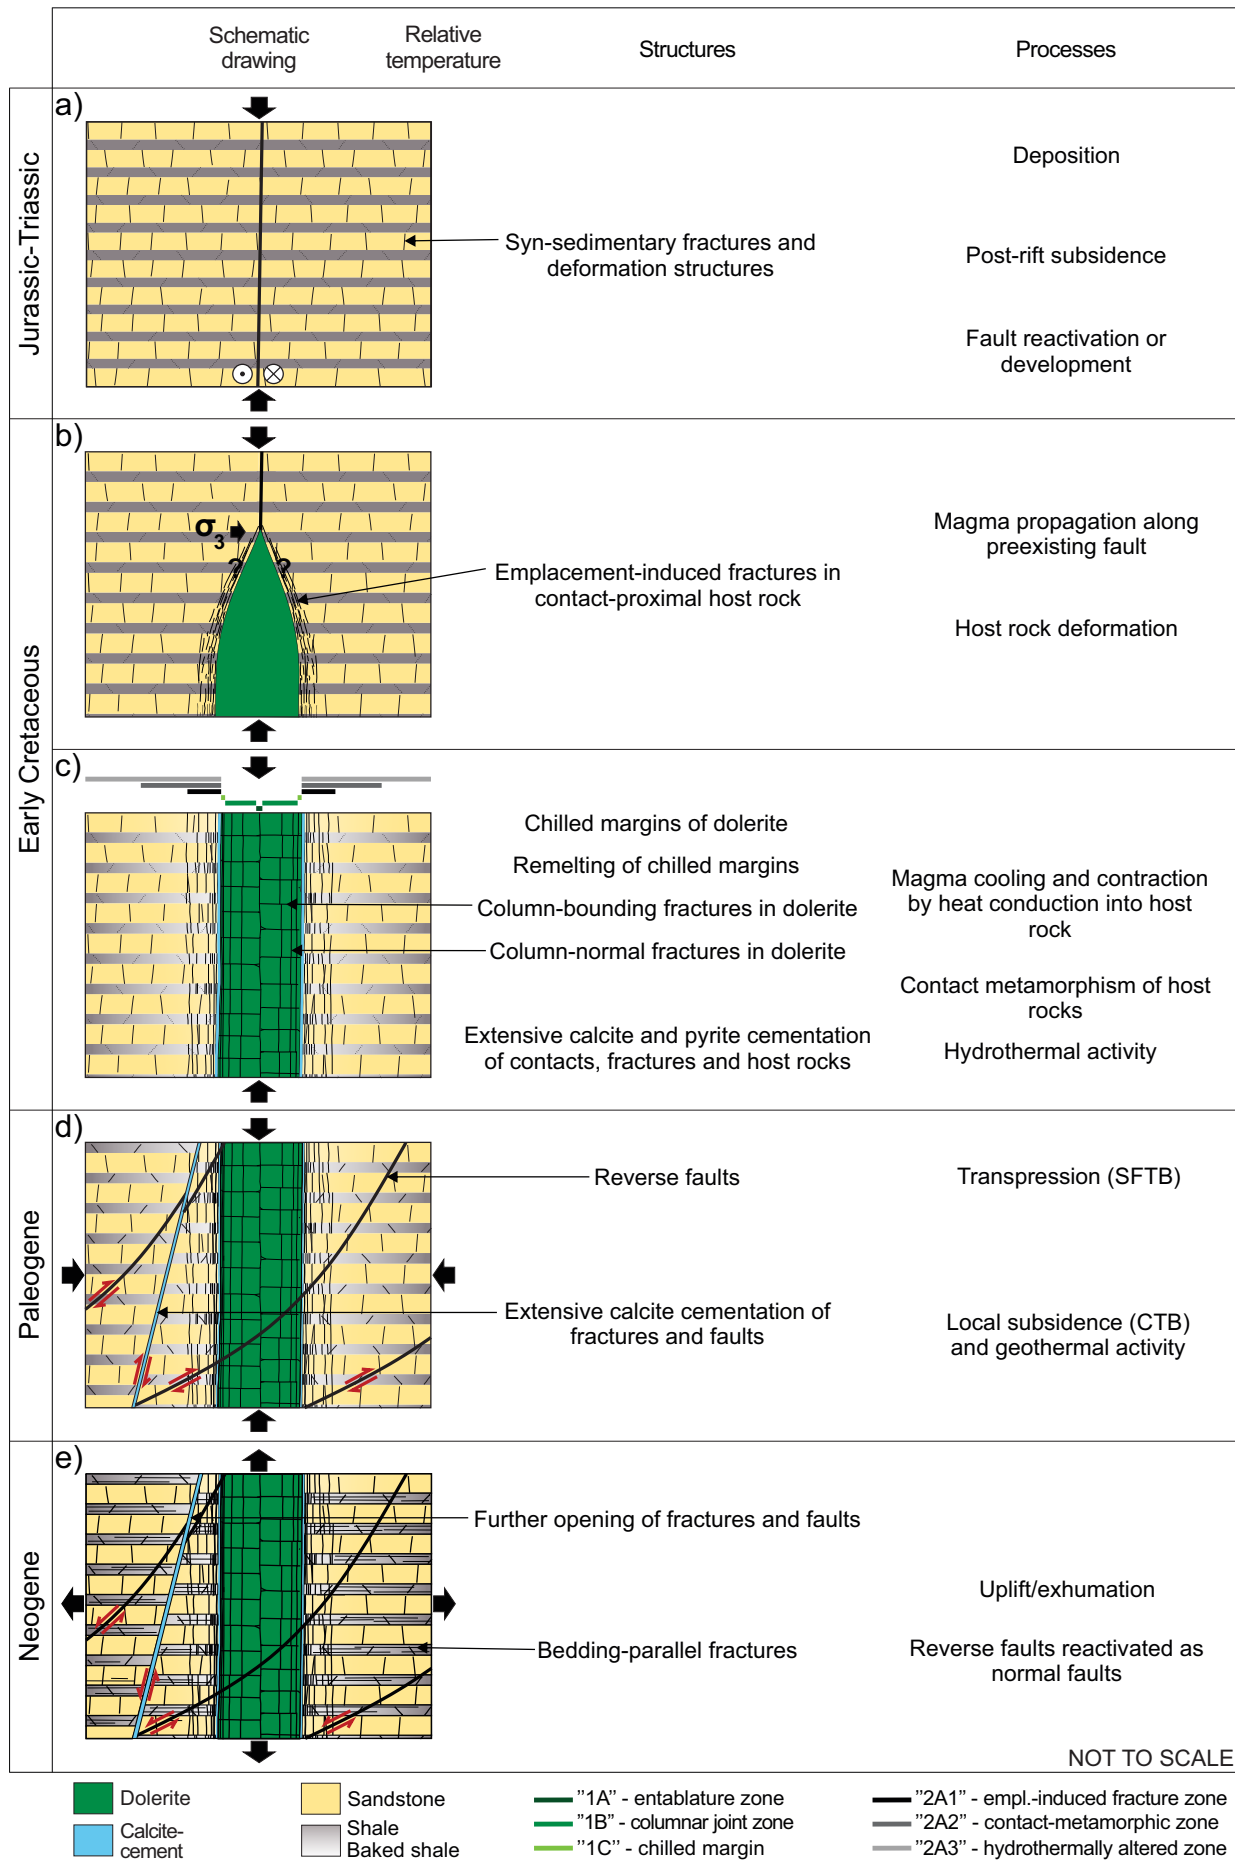 Schematic
drawing
Relative
temperature
Structures
Processes
Jurassic-Triassic
a)
Syn-sedimentary fractures and
deformation structures
Deposition
Post-rift subsidence
Fault reactivation or
development
Early Cretaceous
b)
σ3
?
?
Emplacement-induced fractures in
contact-proximal host rock
Magma propagation along
preexisting fault
Host rock deformation
c)
Chilled margins of dolerite
Remelting of chilled margins
Column-bounding fractures in dolerite
Column-normal fractures in dolerite
Extensive calcite and pyrite cementation
of contacts, fractures and host rocks
Magma cooling and contraction
by heat conduction into host
rock
Contact metamorphism of host
rocks
Hydrothermal activity
Paleogene
d)
Reverse faults
Extensive calcite cementation of
fractures and faults
Transpression (SFTB)
Local subsidence (CTB)
and geothermal activity
Neogene
e)
Further opening of fractures and faults
Bedding-parallel fractures
Uplift/exhumation
Reverse faults reactivated as
normal faults
NOT TO SCALE
Dolerite
Calcite-
cement
Sandstone
Shale
Baked shale
"1A" - entablature zone
"1B" - columnar joint zone
"1C" - chilled margin
"2A1" - empl.-induced fracture zone
"2A2" - contact-metamorphic zone
"2A3" - hydrothermally altered zone